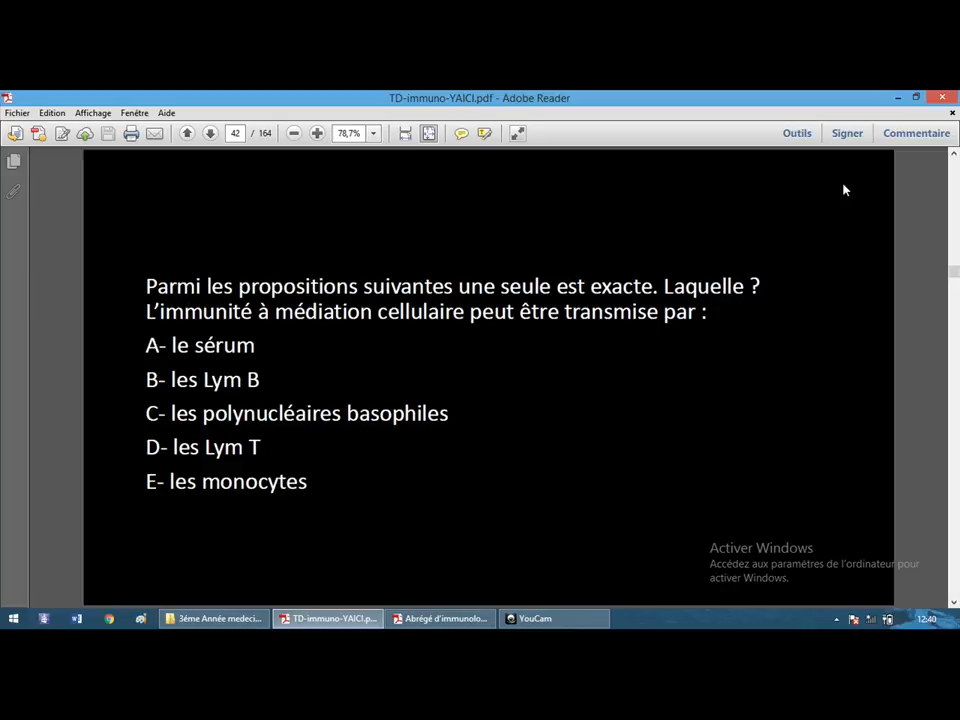 TD-immuno-YAICI.pdf - Adobe Reader
Fichier Edition Affichage Fenêtre Aide
42 / 164 78,7% Outils Signer Commentaire
Parmi les propositions suivantes une seule est exacte. Laquelle ?
L'immunité à médiation cellulaire peut être transmise par :
A- le sérum
B- les Lym B
C- les polynucléaires basophiles
D- les Lym T
E- les monocytes
Activer Windows
Accédez aux paramètres de l'ordinateur pour
activer Windows.
3éme Année medeci... TD-immuno-YAICI.p... Abrégé d'immunolo... YouCam 12:40